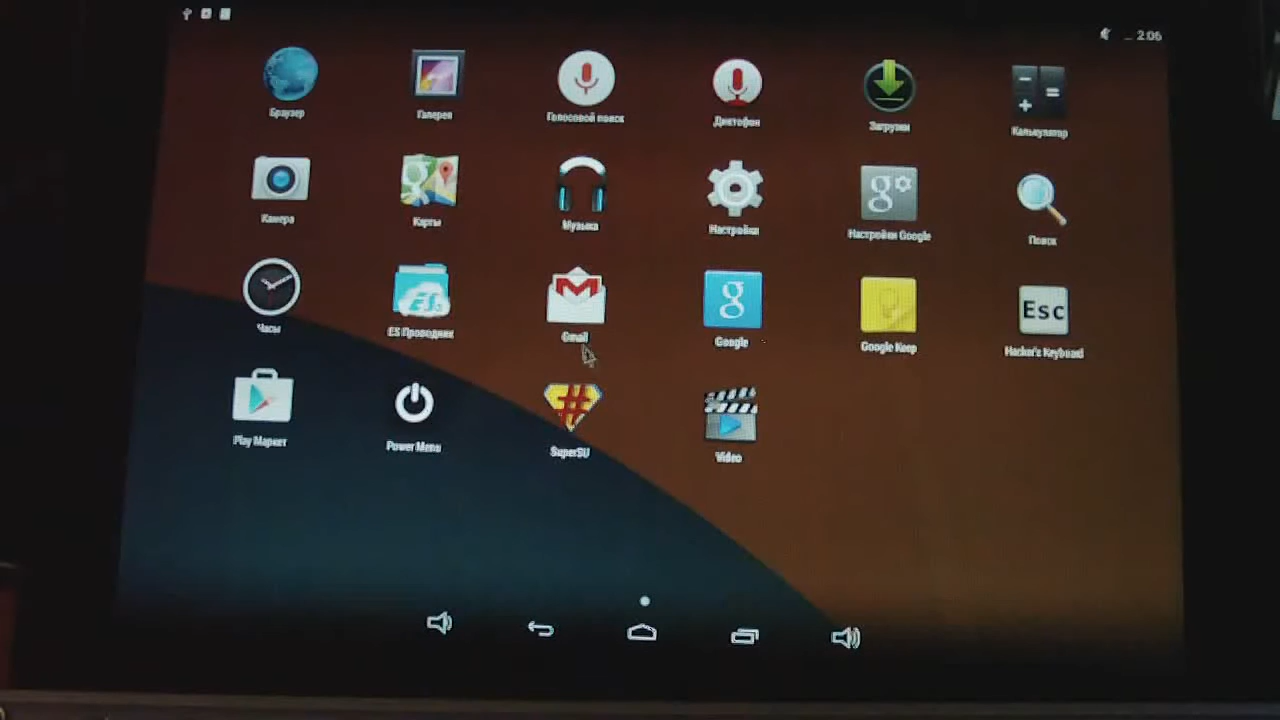 2:06
Браузер
Галерея
Голосовой поиск
Диктофон
Загрузки
Калькулятор
Камера
Карты
Музыка
Настройки
g
Настройки Google
Поиск
Часы
ES Проводник
Gmail
g
Google
Google Keep
Esc
Hacker's Keyboard
Play Маркет
Power Menu
#
SuperSU
Video